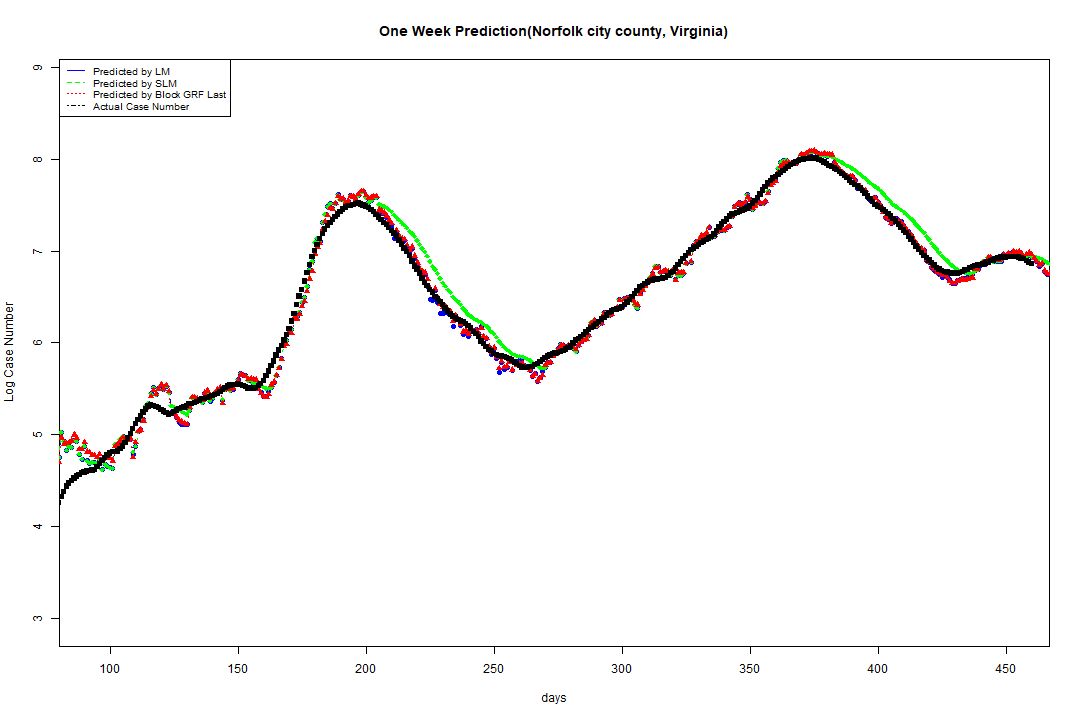 One Week Prediction(Norfolk city county, Virginia)
Predicted by LM
Predicted by SLM
Predicted by Block GRF Last
Actual Case Number
9
8
7
6
5
4
3
Log Case Number
100 150 200 250 300 350 400 450
days